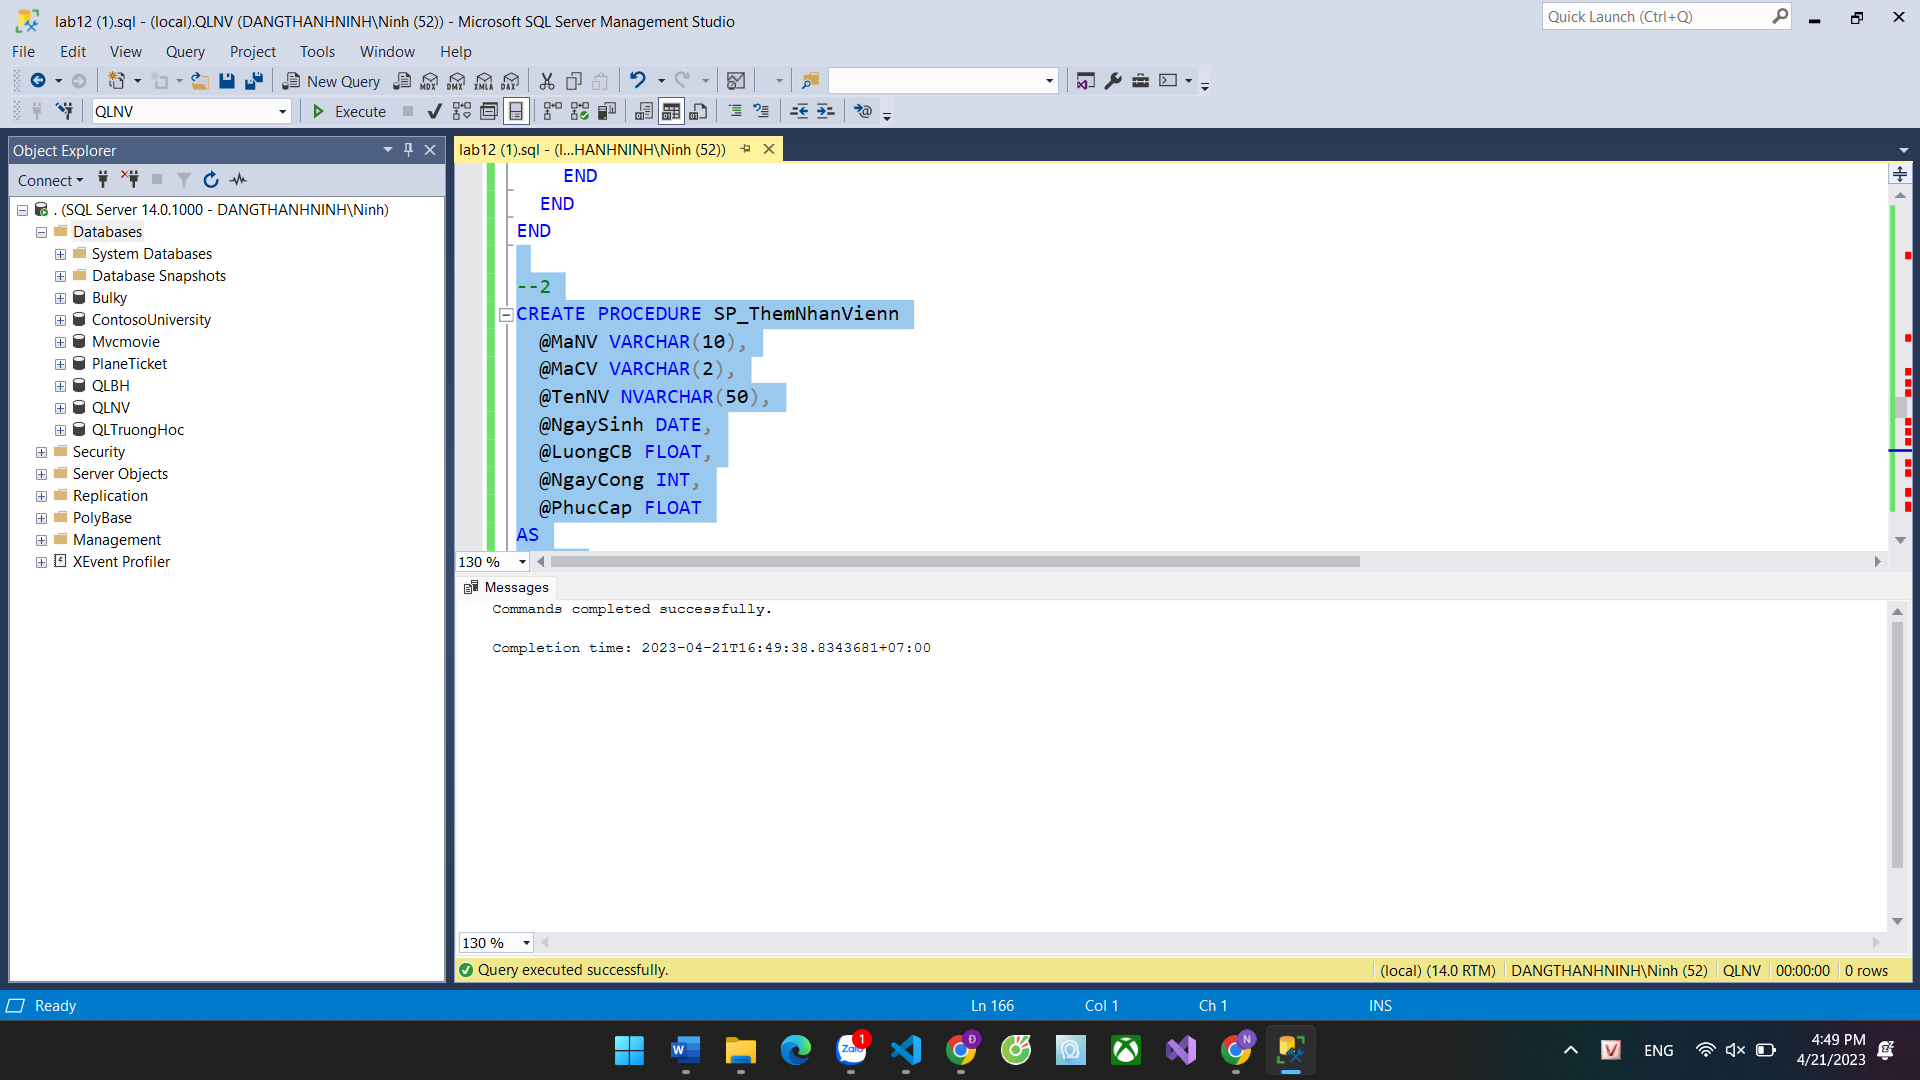 lab12 (1).sql - (local).QLNV (DANGTHANHNINH\Ninh (52)) - Microsoft SQL Server Management Studio
Quick Launch (Ctrl+Q)
File Edit View Query Project Tools Window Help
New Query MDX DMX XMLA DAX
QLNV Execute
Object Explorer
Connect
. (SQL Server 14.0.1000 - DANGTHANHNINH\Ninh)
Databases
System Databases
Database Snapshots
Bulky
ContosoUniversity
Mvcmovie
PlaneTicket
QLBH
QLNV
QLTruongHoc
Security
Server Objects
Replication
PolyBase
Management
XEvent Profiler
lab12 (1).sql - (l...HANHNINH\Ninh (52))
END
END
END
--2
CREATE PROCEDURE SP_ThemNhanVienn
@MaNV VARCHAR(10),
@MaCV VARCHAR(2),
@TenNV NVARCHAR(50),
@NgaySinh DATE,
@LuongCB FLOAT,
@NgayCong INT,
@PhucCap FLOAT
AS
130 %
Messages
Commands completed successfully.
Completion time: 2023-04-21T16:49:38.8343681+07:00
130 %
Query executed successfully. (local) (14.0 RTM) DANGTHANHNINH\Ninh (52) QLNV 00:00:00 0 rows
Ready Ln 166 Col 1 Ch 1 INS
Zalo 1 Đ N
ENG
4:49 PM
4/21/2023